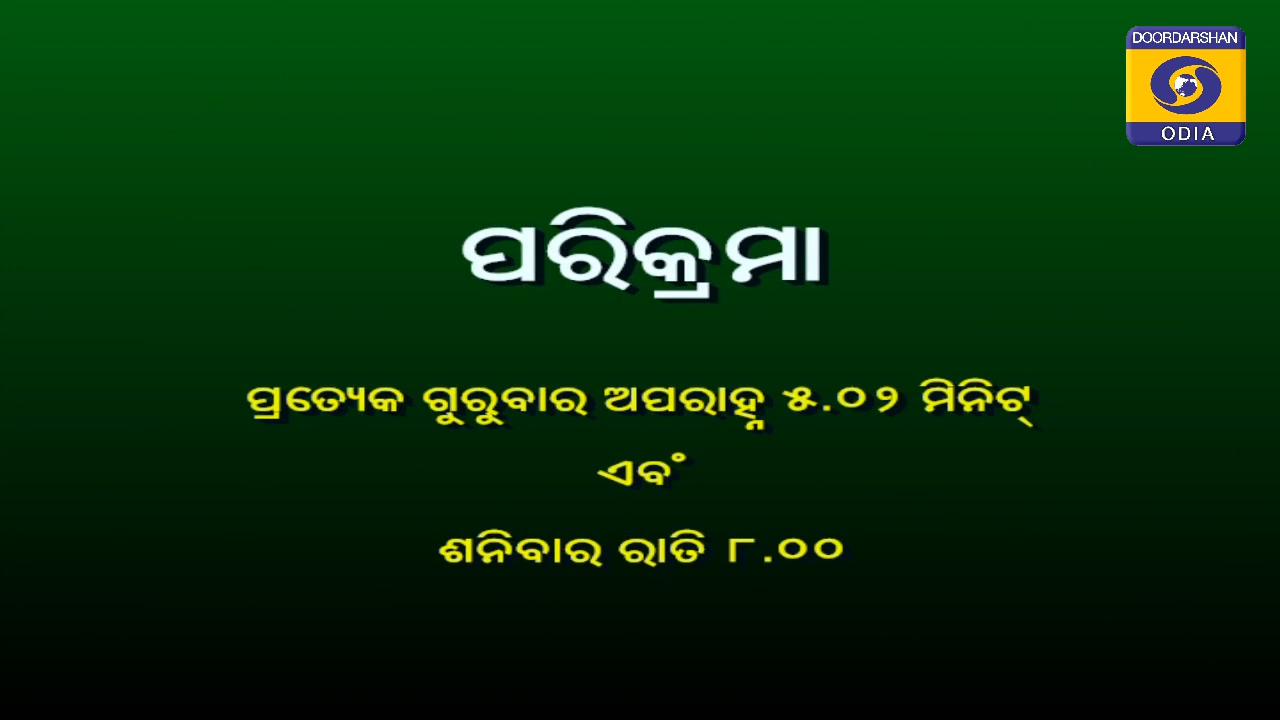 DOORDARSHAN
ODIA
ପରିକ୍ରମା
ପ୍ରତ୍ୟେକ ଗୁରୁବାର ଅପରାହ୍ନ ୫.୦୨ ମିନିଟ୍
ଏବଂ
ଶନିବାର ରାତି ୮.୦୦